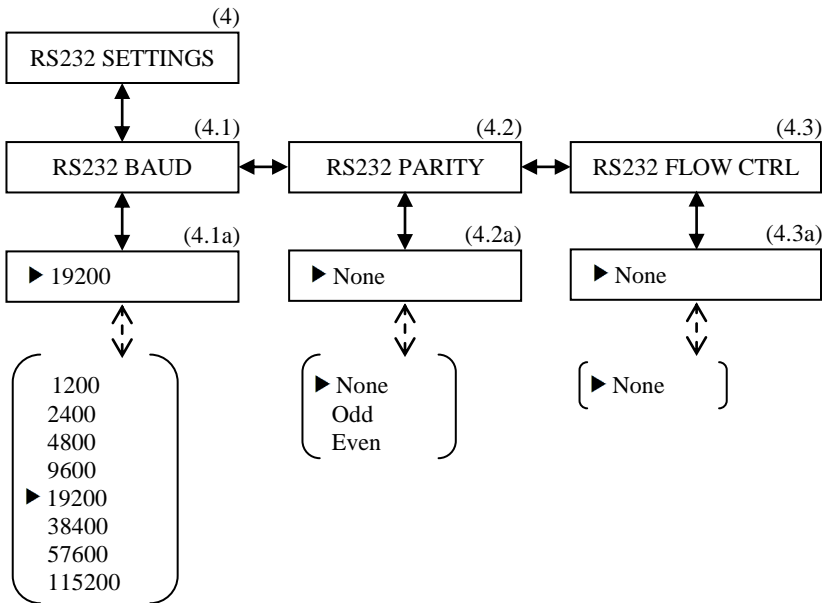 (4)
RS232 SETTINGS
(4.1)
RS232 BAUD
(4.2)
RS232 PARITY
(4.3)
RS232 FLOW CTRL
(4.1a)
▶ 19200
(4.2a)
▶ None
(4.3a)
▶ None
1200
2400
4800
9600
▶ 19200
38400
57600
115200
▶ None
Odd
Even
▶ None